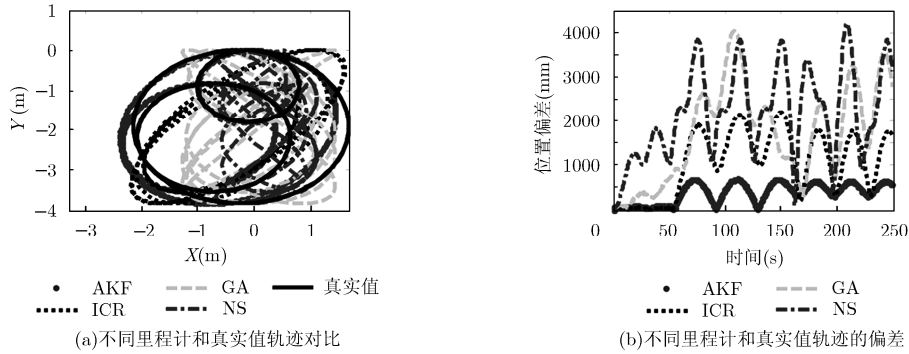 1
0
−1
−2
−3
−4
Y(m)
−3 −2 −1 0 1
X(m)
AKF GA 真实值
ICR NS
(a)不同里程计和真实值轨迹对比
4000
3000
2000
1000
位置偏差(mm)
0 50 100 150 200 250
时间(s)
AKF GA
ICR NS
(b)不同里程计和真实值轨迹的偏差